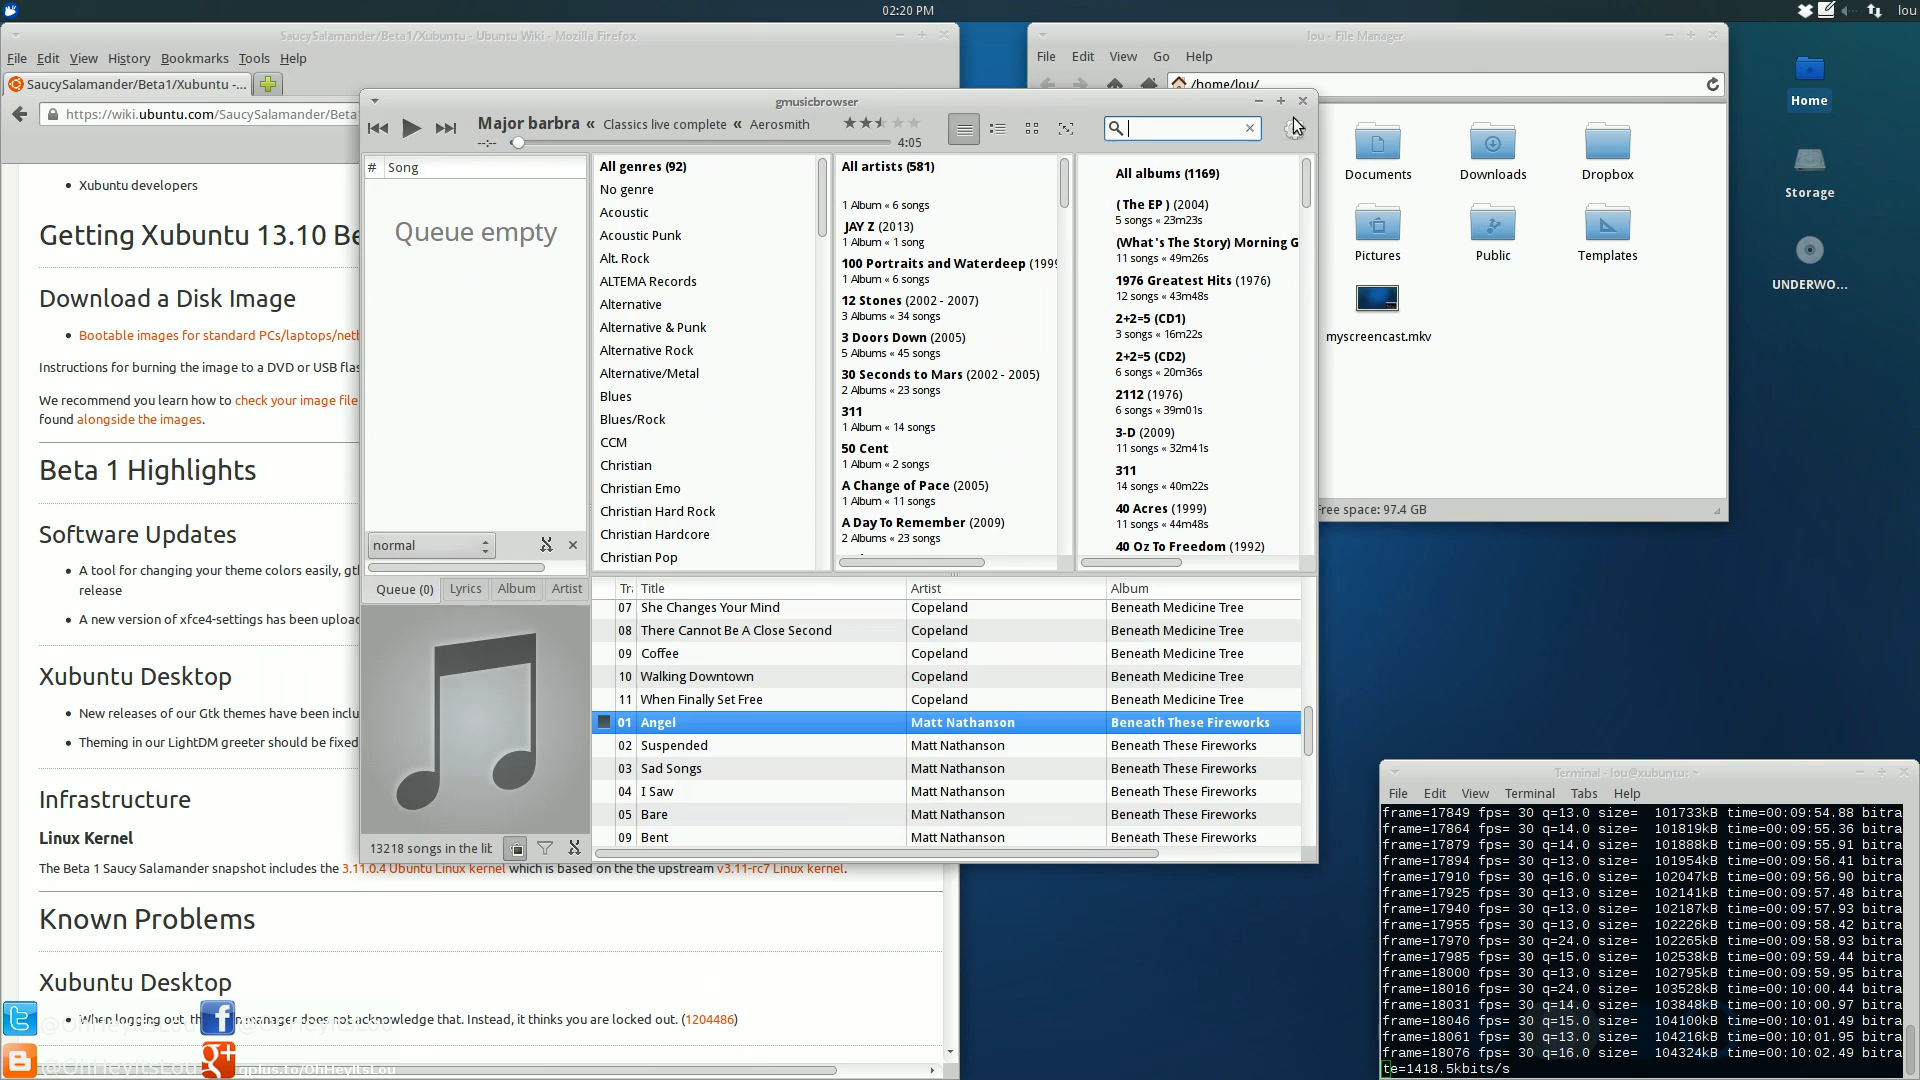 02:20 PM
lou
SaucySalamander/Beta1/Xubuntu - Ubuntu Wiki - Mozilla Firefox
File Edit View History Bookmarks Tools Help
SaucySalamander/Beta1/Xubuntu -...
https://wiki.ubuntu.com/SaucySalamander/Beta
Xubuntu developers
Getting Xubuntu 13.10 Be
Download a Disk Image
Bootable images for standard PCs/laptops/netb
Instructions for burning the image to a DVD or USB flas
We recommend you learn how to check your image file
found alongside the images.
Beta 1 Highlights
Software Updates
A tool for changing your theme colors easily, gtk
release
A new version of xfce4-settings has been upload
Xubuntu Desktop
New releases of our Gtk themes have been inclu
Theming in our LightDM greeter should be fixed
Infrastructure
Linux Kernel
The Beta 1 Saucy Salamander snapshot includes the 3.11.0.4 Ubuntu Linux kernel which is based on the the upstream v3.11-rc7 Linux kernel.
Known Problems
Xubuntu Desktop
When logging out, th n manager does not acknowledge that. Instead, it thinks you are locked out. (1204486)
@OhHeyItsLou
@OhHeyItsLou
@OhHeyItsLou
gplus.to/OhHeyItsLou
gmusicbrowser
Major barbra « Classics live complete « Aerosmith
--:--
4:05
# Song
Queue empty
normal
Queue (0) Lyrics Album Artist
13218 songs in the lib
All genres (92)
No genre
Acoustic
Acoustic Punk
Alt. Rock
ALTEMA Records
Alternative
Alternative & Punk
Alternative Rock
Alternative/Metal
Blues
Blues/Rock
CCM
Christian
Christian Emo
Christian Hard Rock
Christian Hardcore
Christian Pop
All artists (581)
1 Album « 6 songs
JAY Z (2013)
1 Album « 1 song
100 Portraits and Waterdeep (1999
1 Album « 6 songs
12 Stones (2002 - 2007)
3 Albums « 34 songs
3 Doors Down (2005)
5 Albums « 45 songs
30 Seconds to Mars (2002 - 2005)
2 Albums « 23 songs
311
1 Album « 14 songs
50 Cent
1 Album « 2 songs
A Change of Pace (2005)
1 Album « 11 songs
A Day To Remember (2009)
2 Albums « 23 songs
All albums (1169)
( The EP ) (2004)
5 songs « 23m23s
(What's The Story) Morning G
11 songs « 49m26s
1976 Greatest Hits (1976)
12 songs « 43m48s
2+2=5 (CD1)
3 songs « 16m22s
2+2=5 (CD2)
6 songs « 20m36s
2112 (1976)
6 songs « 39m01s
3-D (2009)
11 songs « 32m41s
311
14 songs « 40m22s
40 Acres (1999)
11 songs « 44m48s
40 Oz To Freedom (1992)
Tr Title Artist Album
07 She Changes Your Mind Copeland Beneath Medicine Tree
08 There Cannot Be A Close Second Copeland Beneath Medicine Tree
09 Coffee Copeland Beneath Medicine Tree
10 Walking Downtown Copeland Beneath Medicine Tree
11 When Finally Set Free Copeland Beneath Medicine Tree
01 Angel Matt Nathanson Beneath These Fireworks
02 Suspended Matt Nathanson Beneath These Fireworks
03 Sad Songs Matt Nathanson Beneath These Fireworks
04 I Saw Matt Nathanson Beneath These Fireworks
05 Bare Matt Nathanson Beneath These Fireworks
09 Bent Matt Nathanson Beneath These Fireworks
lou - File Manager
File Edit View Go Help
/home/lou/
Documents Downloads Dropbox
Pictures Public Templates
myscreencast.mkv
Free space: 97.4 GB
Home
Storage
UNDERWO...
Terminal - lou@xubuntu: ~
File Edit View Terminal Tabs Help
frame=17849 fps= 30 q=13.0 size= 101733kB time=00:09:54.88 bitra
frame=17864 fps= 30 q=14.0 size= 101819kB time=00:09:55.36 bitra
frame=17879 fps= 30 q=14.0 size= 101888kB time=00:09:55.91 bitra
frame=17894 fps= 30 q=13.0 size= 101954kB time=00:09:56.41 bitra
frame=17910 fps= 30 q=16.0 size= 102047kB time=00:09:56.90 bitra
frame=17925 fps= 30 q=13.0 size= 102141kB time=00:09:57.48 bitra
frame=17940 fps= 30 q=13.0 size= 102187kB time=00:09:57.93 bitra
frame=17955 fps= 30 q=13.0 size= 102226kB time=00:09:58.42 bitra
frame=17970 fps= 30 q=24.0 size= 102265kB time=00:09:58.93 bitra
frame=17985 fps= 30 q=15.0 size= 102538kB time=00:09:59.44 bitra
frame=18000 fps= 30 q=13.0 size= 102795kB time=00:09:59.95 bitra
frame=18016 fps= 30 q=24.0 size= 103528kB time=00:10:00.44 bitra
frame=18031 fps= 30 q=14.0 size= 103848kB time=00:10:00.97 bitra
frame=18046 fps= 30 q=15.0 size= 104100kB time=00:10:01.49 bitra
frame=18061 fps= 30 q=13.0 size= 104216kB time=00:10:01.95 bitra
frame=18076 fps= 30 q=16.0 size= 104324kB time=00:10:02.49 bitra
te=1418.5kbits/s